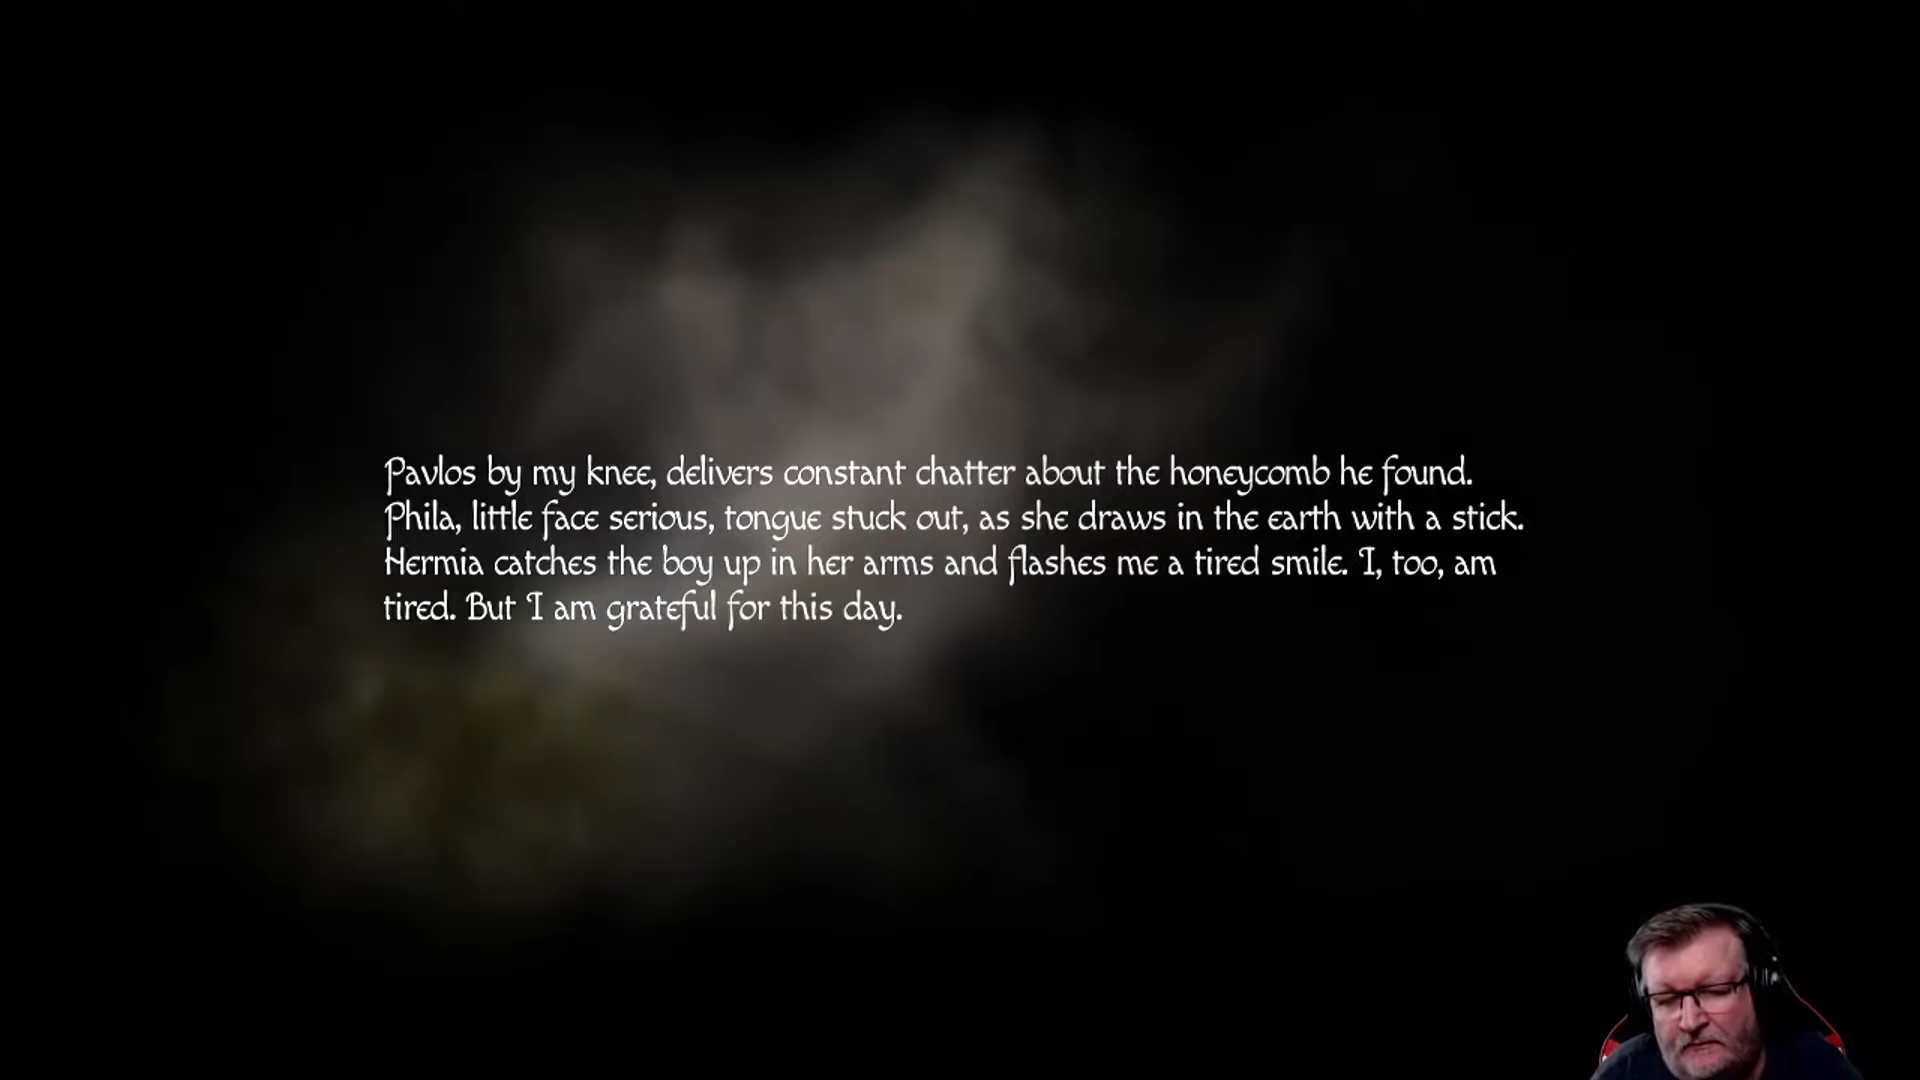 Pavlos by my knee, delivers constant chatter about the honeycomb he found.
Phila, little face serious, tongue stuck out, as she draws in the earth with a stick.
Hermia catches the boy up in her arms and flashes me a tired smile. I, too, am
tired. But I am grateful for this day.